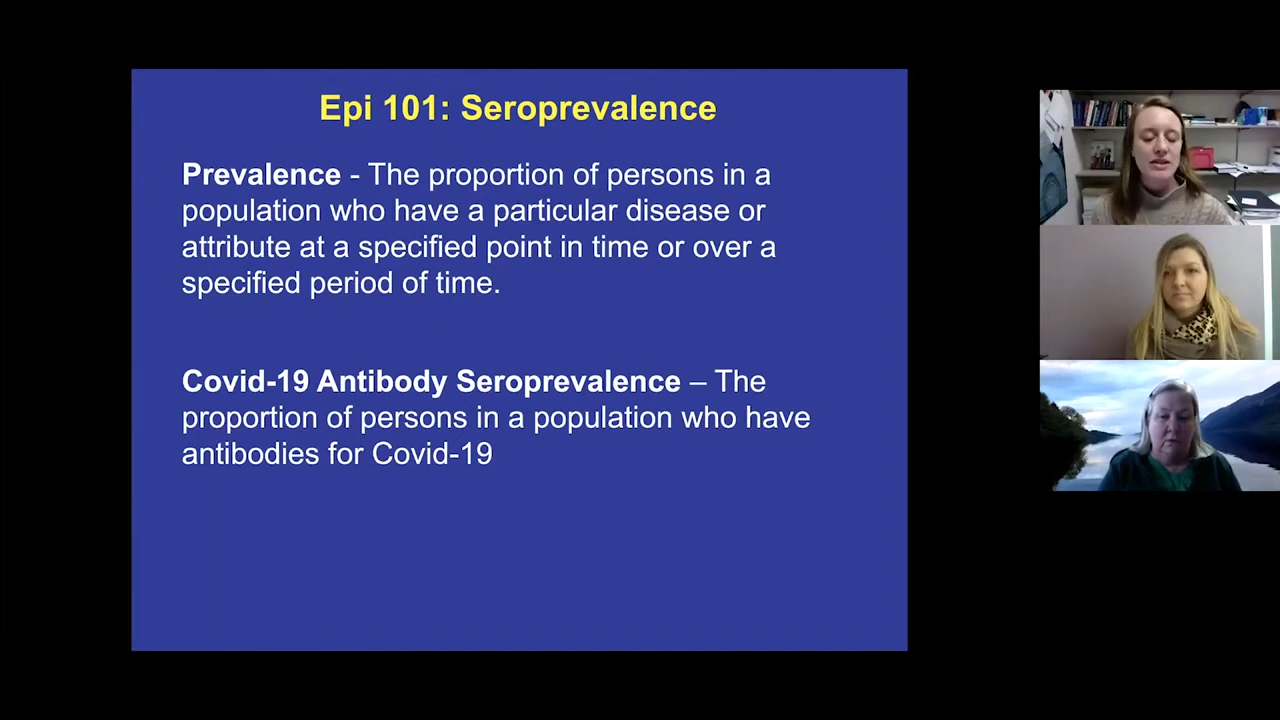 Epi 101: Seroprevalence
Prevalence - The proportion of persons in a
population who have a particular disease or
attribute at a specified point in time or over a
specified period of time.
Covid-19 Antibody Seroprevalence – The
proportion of persons in a population who have
antibodies for Covid-19